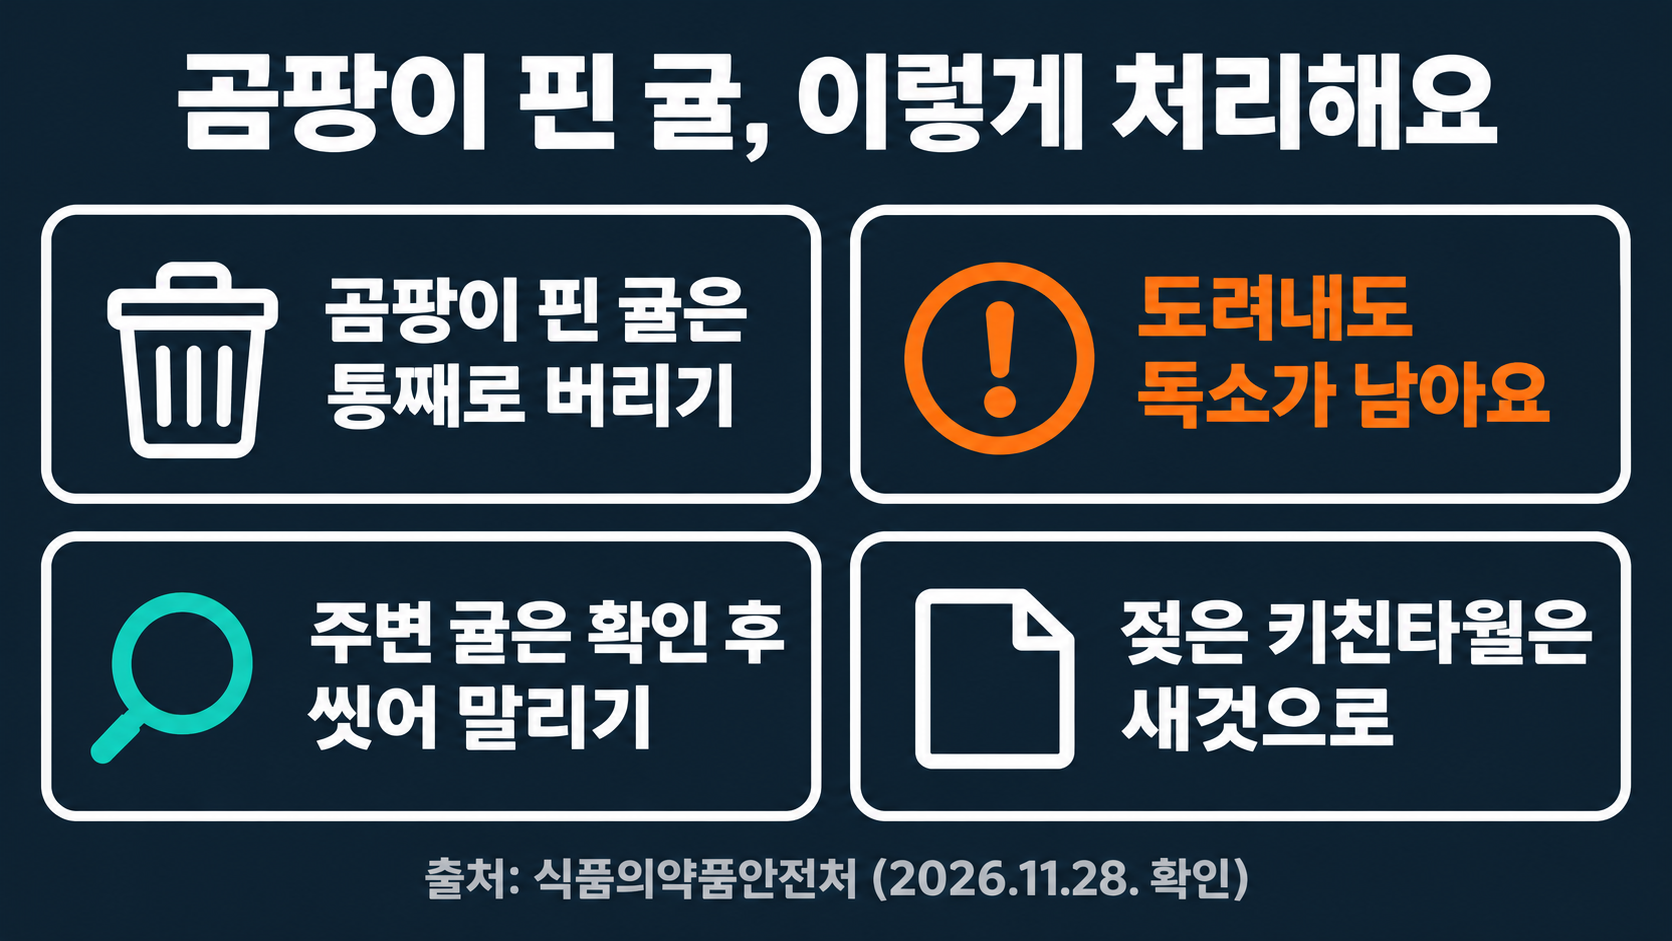 곰팡이 핀 귤, 이렇게 처리해요
곰팡이 핀 귤은
통째로 버리기
도려내도
독소가 남아요
주변 귤은 확인 후
씻어 말리기
젖은 키친타월은
새것으로
출처: 식품의약품안전처 (2026.11.28. 확인)